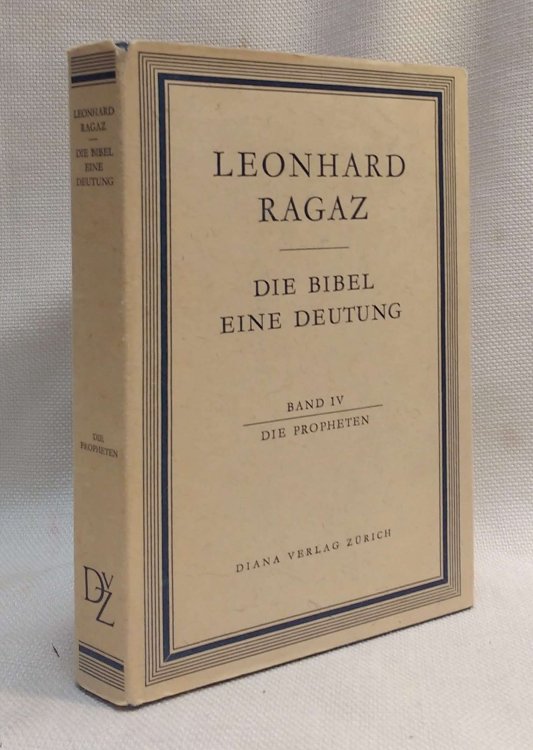 LEONHARD
RAGAZ
DIE BIBEL
EINE
DEUTUNG
DIE
PROPHETEN
DVZ
LEONHARD
RAGAZ
DIE BIBEL
EINE DEUTUNG
BAND IV
DIE PROPHETEN
DIANA VERLAG ZÜRICH